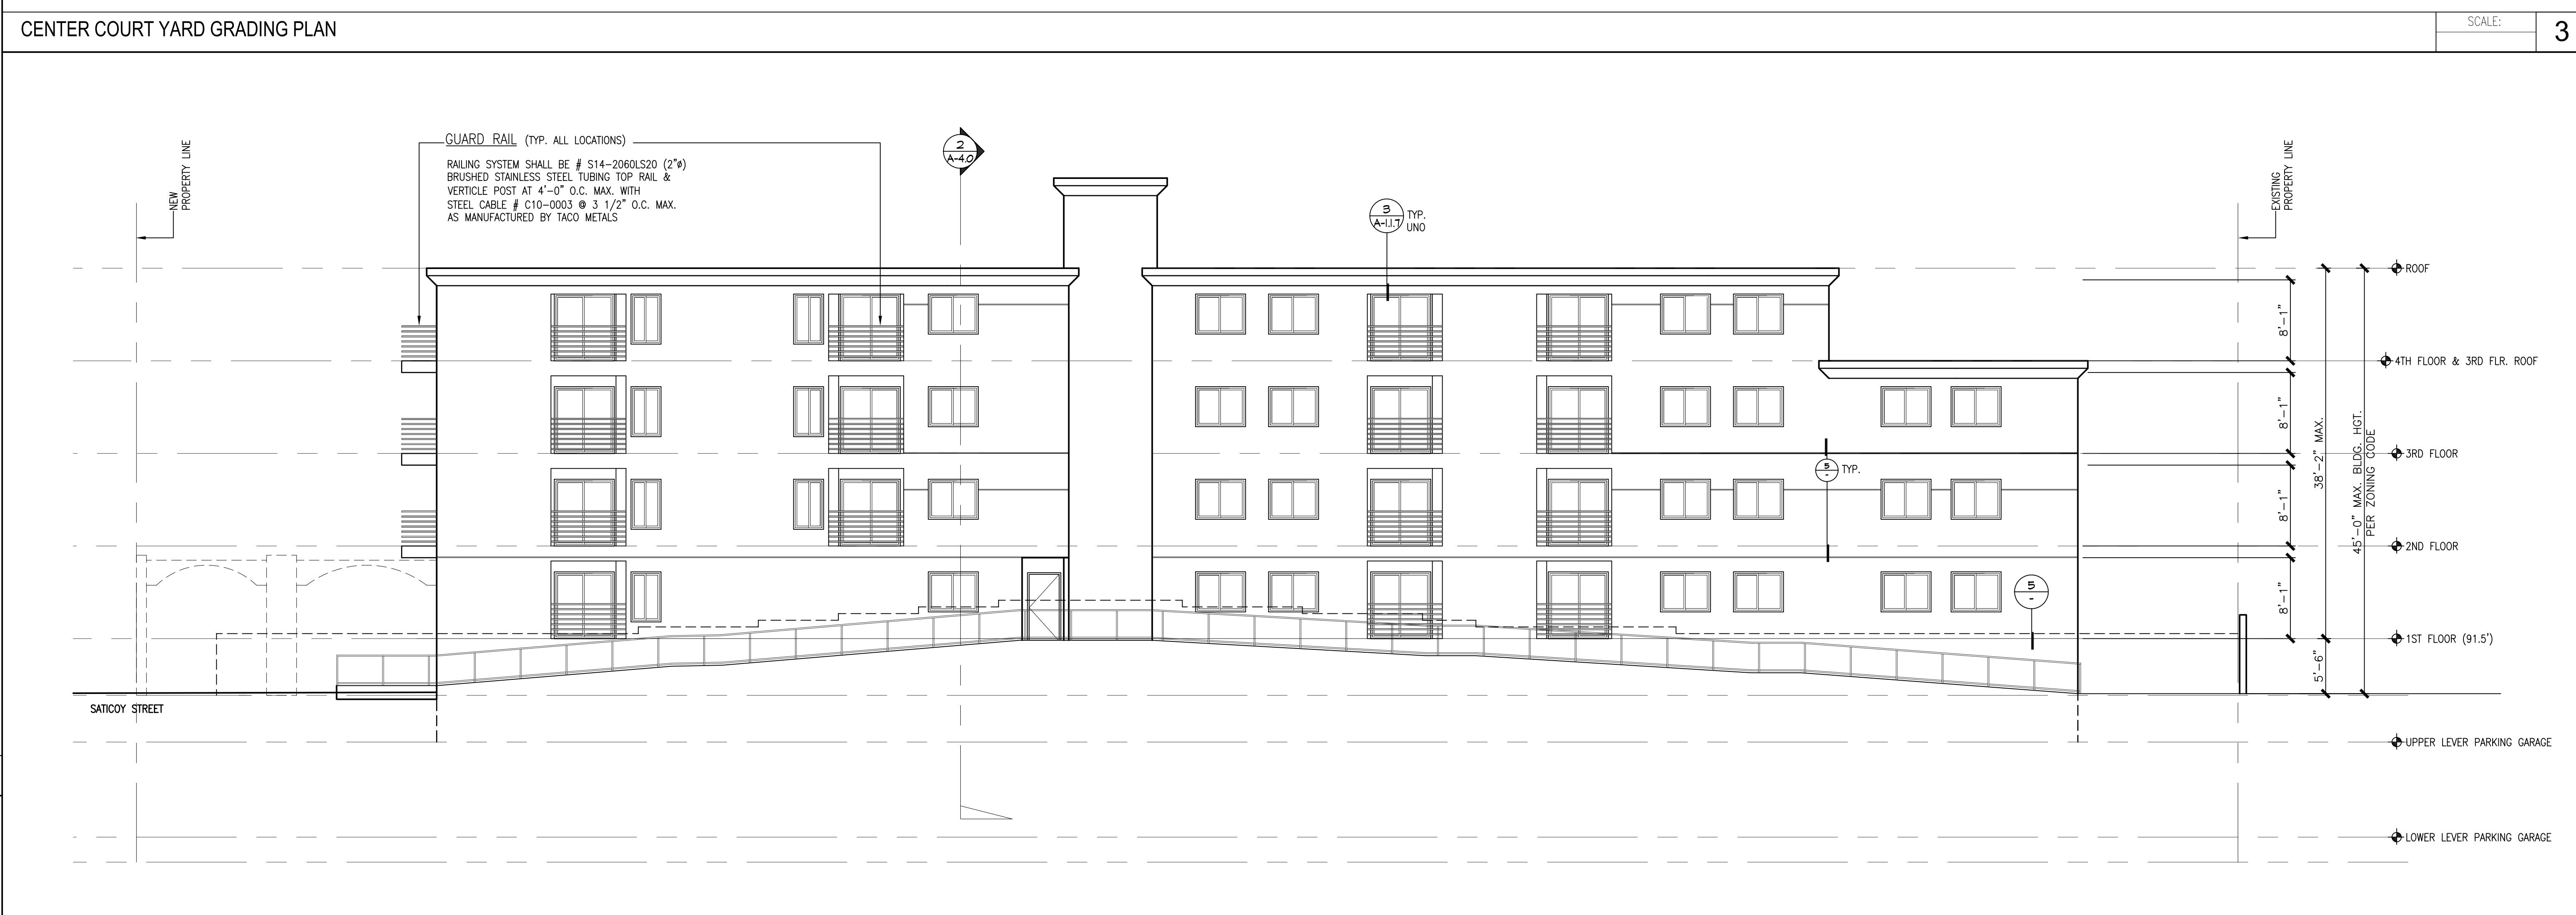 CENTER COURT YARD GRADING PLAN
SCALE:
3
NEW
PROPERTY LINE
GUARD RAIL (TYP. ALL LOCATIONS)
RAILING SYSTEM SHALL BE # S14-2060LS20 (2"ø)
BRUSHED STAINLESS STEEL TUBING TOP RAIL &
VERTICLE POST AT 4'-0" O.C. MAX. WITH
STEEL CABLE # C10-0003 @ 3 1/2" O.C. MAX.
AS MANUFACTURED BY TACO METALS
2
A-4.0
3
A-1.1.7
TYP.
UNO
EXISTING
PROPERTY LINE
ROOF
8'-1"
4TH FLOOR & 3RD FLR. ROOF
8'-1"
38'-2" MAX.
45'-0" MAX. BLDG. HGT.
PER ZONING CODE
3RD FLOOR
5
-
TYP.
8'-1"
2ND FLOOR
8'-1"
5
-
1ST FLOOR (91.5')
5'-6"
SATICOY STREET
UPPER LEVER PARKING GARAGE
LOWER LEVER PARKING GARAGE